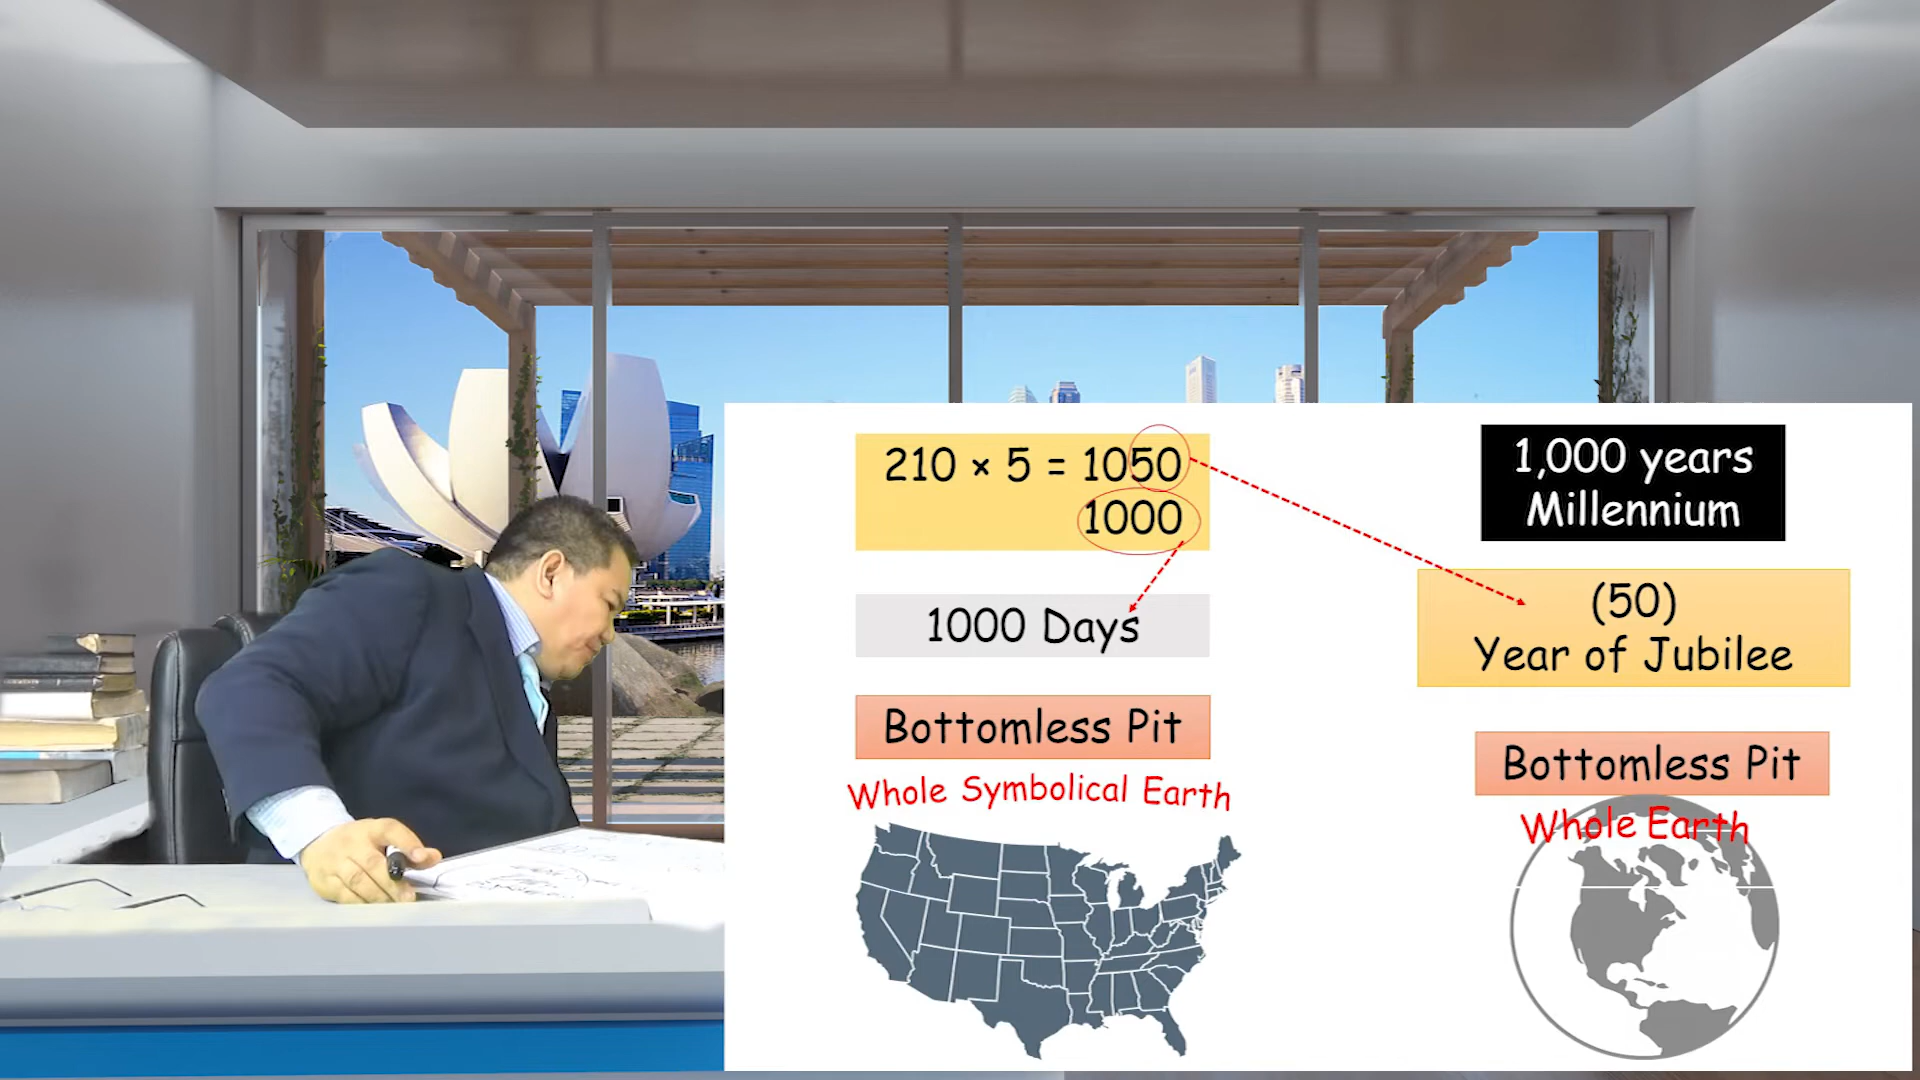 210 × 5 = 1050
1000
1000 Days
Bottomless Pit
Whole Symbolical Earth
1,000 years
Millennium
(50)
Year of Jubilee
Bottomless Pit
Whole Earth